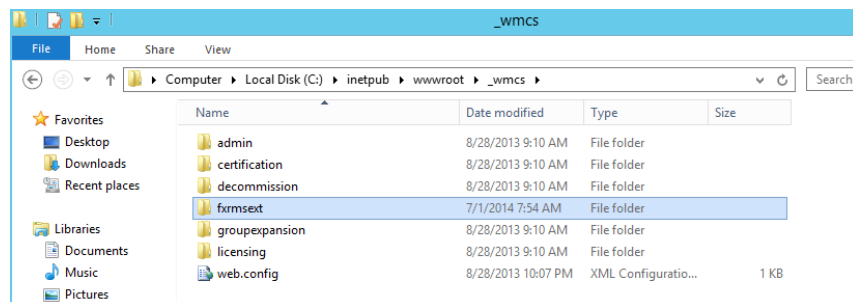 _wmcs
File Home Share View
Computer Local Disk (C:) inetpub wwwroot _wmcs Search
Favorites
Desktop
Downloads
Recent places
Libraries
Documents
Music
Pictures
Name Date modified Type Size
admin 8/28/2013 9:10 AM File folder
certification 8/28/2013 9:10 AM File folder
decommission 8/28/2013 9:10 AM File folder
fxrmsext 7/1/2014 7:54 AM File folder
groupexpansion 8/28/2013 9:10 AM File folder
licensing 8/28/2013 9:10 AM File folder
web.config 8/28/2013 10:07 PM XML Configuratio... 1 KB